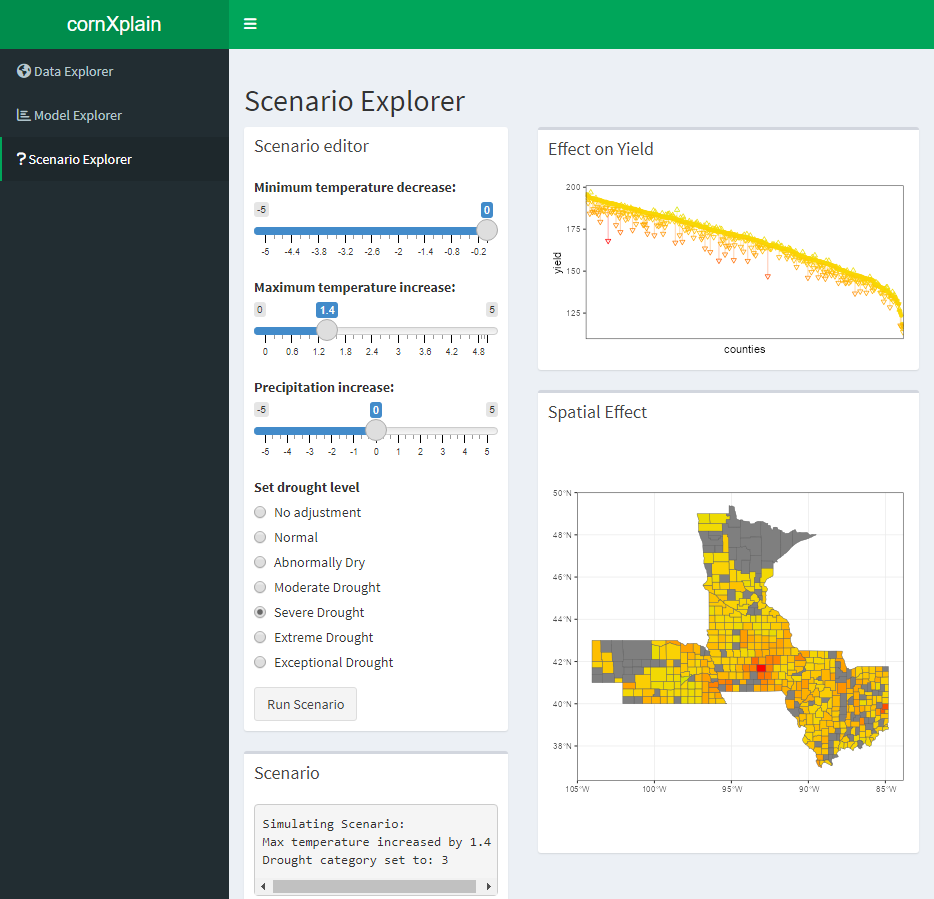 cornXplain
Data Explorer
Model Explorer
? Scenario Explorer
Scenario Explorer
Scenario editor
Minimum temperature decrease:
-5 0
-5 -4.4 -3.8 -3.2 -2.6 -2 -1.4 -0.8 -0.2
Maximum temperature increase:
0 1.4 5
0 0.6 1.2 1.8 2.4 3 3.6 4.2 4.8
Precipitation increase:
-5 0 5
-5 -4 -3 -2 -1 0 1 2 3 4 5
Set drought level
No adjustment
Normal
Abnormally Dry
Moderate Drought
Severe Drought
Extreme Drought
Exceptional Drought
Run Scenario
Scenario
Simulating Scenario:
Max temperature increased by 1.4
Drought category set to: 3
Effect on Yield
200
175
150
125
yield
counties
Spatial Effect
50°N
48°N
46°N
44°N
42°N
40°N
38°N
105°W 100°W 95°W 90°W 85°W